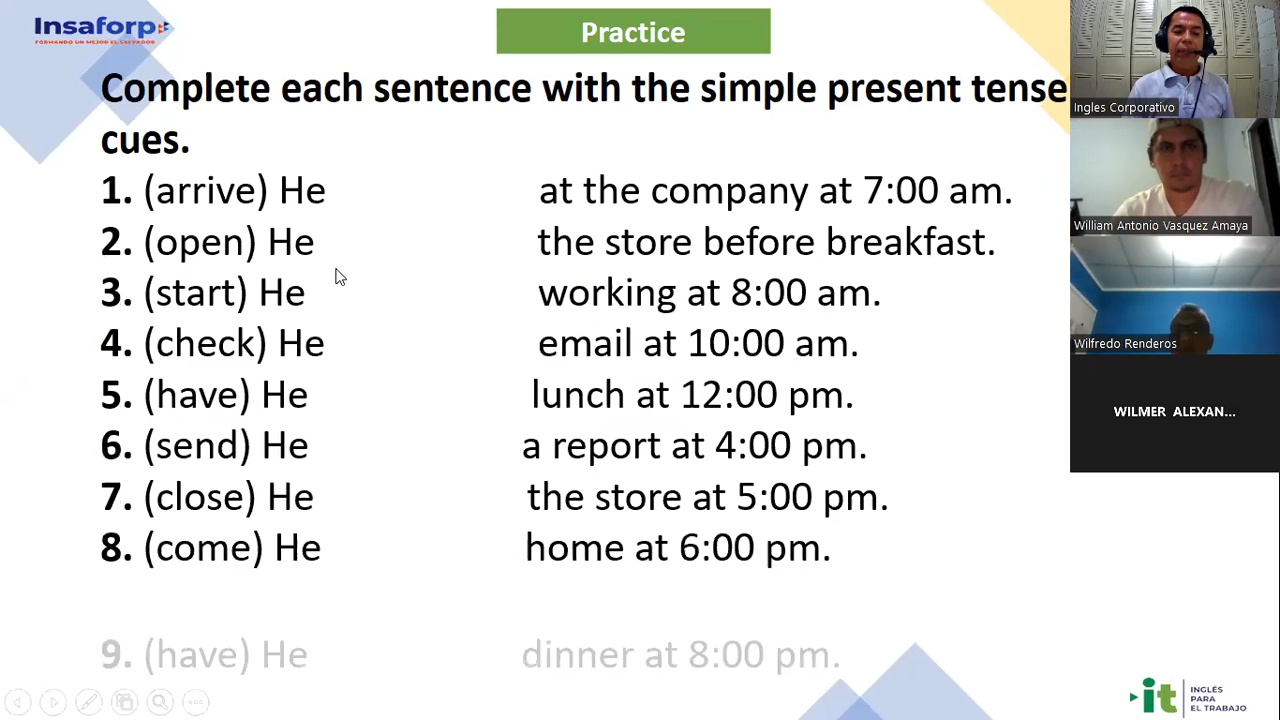 Insaforp
FORMANDO UN MEJOR EL SALVADOR
Practice
Complete each sentence with the simple present tense
cues.
1. (arrive) He at the company at 7:00 am.
2. (open) He the store before breakfast.
3. (start) He working at 8:00 am.
4. (check) He email at 10:00 am.
5. (have) He lunch at 12:00 pm.
6. (send) He a report at 4:00 pm.
7. (close) He the store at 5:00 pm.
8. (come) He home at 6:00 pm.
9. (have) He dinner at 8:00 pm.
Ingles Corporativo
William Antonio Vasquez Amaya
Wilfredo Renderos
WILMER ALEXAN...
it
INGLÉS
PARA
EL TRABAJO